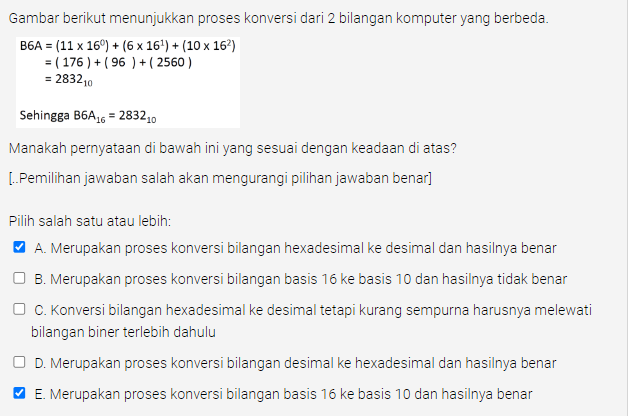 Gambar berikut menunjukkan proses konversi dari 2 bilangan komputer yang berbeda.
B6A = (11 x 16⁰) + (6 x 16¹) + (10 x 16²)
= ( 176 ) + ( 96 ) + ( 2560 )
= 2832₁₀
Sehingga B6A₁₆ = 2832₁₀
Manakah pernyataan di bawah ini yang sesuai dengan keadaan di atas?
[..Pemilihan jawaban salah akan mengurangi pilihan jawaban benar]
Pilih salah satu atau lebih:
A. Merupakan proses konversi bilangan hexadesimal ke desimal dan hasilnya benar
B. Merupakan proses konversi bilangan basis 16 ke basis 10 dan hasilnya tidak benar
C. Konversi bilangan hexadesimal ke desimal tetapi kurang sempurna harusnya melewati
bilangan biner terlebih dahulu
D. Merupakan proses konversi bilangan desimal ke hexadesimal dan hasilnya benar
E. Merupakan proses konversi bilangan basis 16 ke basis 10 dan hasilnya benar